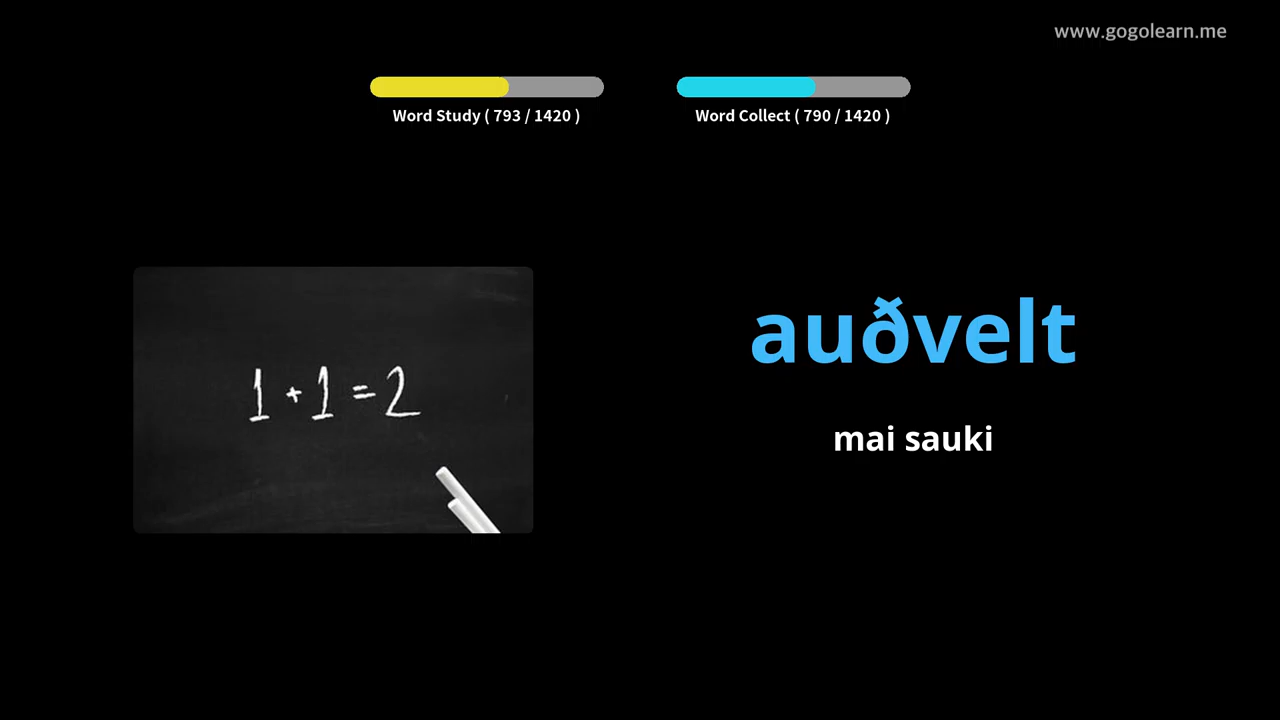 www.gogolearn.me
Word Study ( 793 / 1420 )
Word Collect ( 790 / 1420 )
1 + 1 = 2
auðvelt
mai sauki